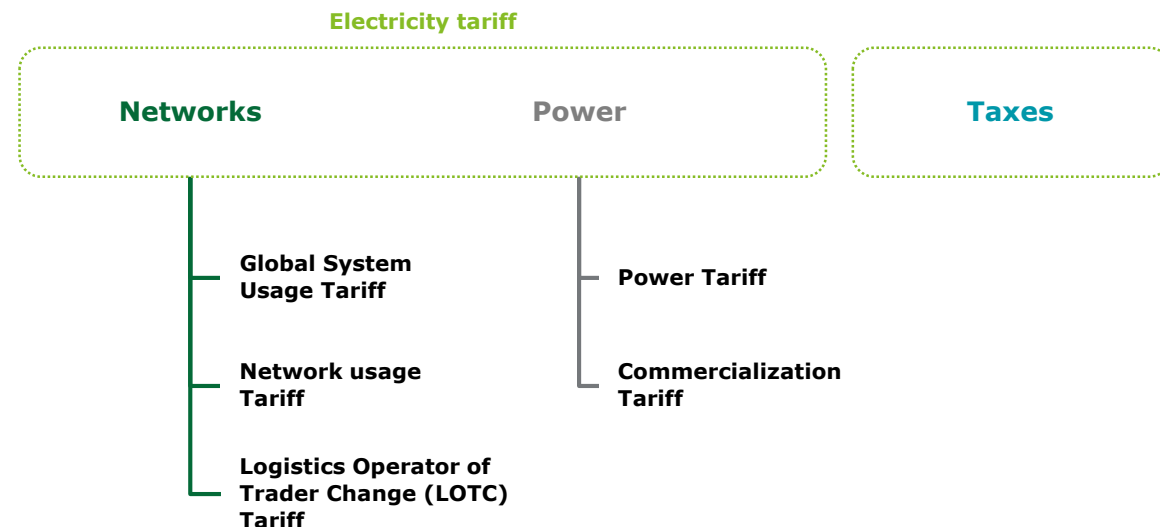 Electricity tariff
Networks
Power
Taxes
Global System
Usage Tariff
Power Tariff
Network usage
Tariff
Commercialization
Tariff
Logistics Operator of
Trader Change (LOTC)
Tariff